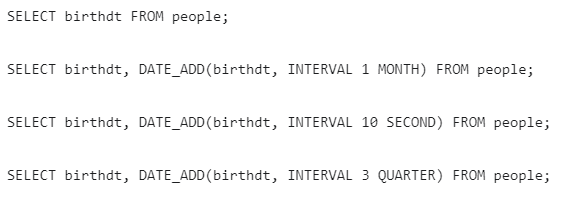 SELECT birthdt FROM people;
SELECT birthdt, DATE_ADD(birthdt, INTERVAL 1 MONTH) FROM people;
SELECT birthdt, DATE_ADD(birthdt, INTERVAL 10 SECOND) FROM people;
SELECT birthdt, DATE_ADD(birthdt, INTERVAL 3 QUARTER) FROM people;